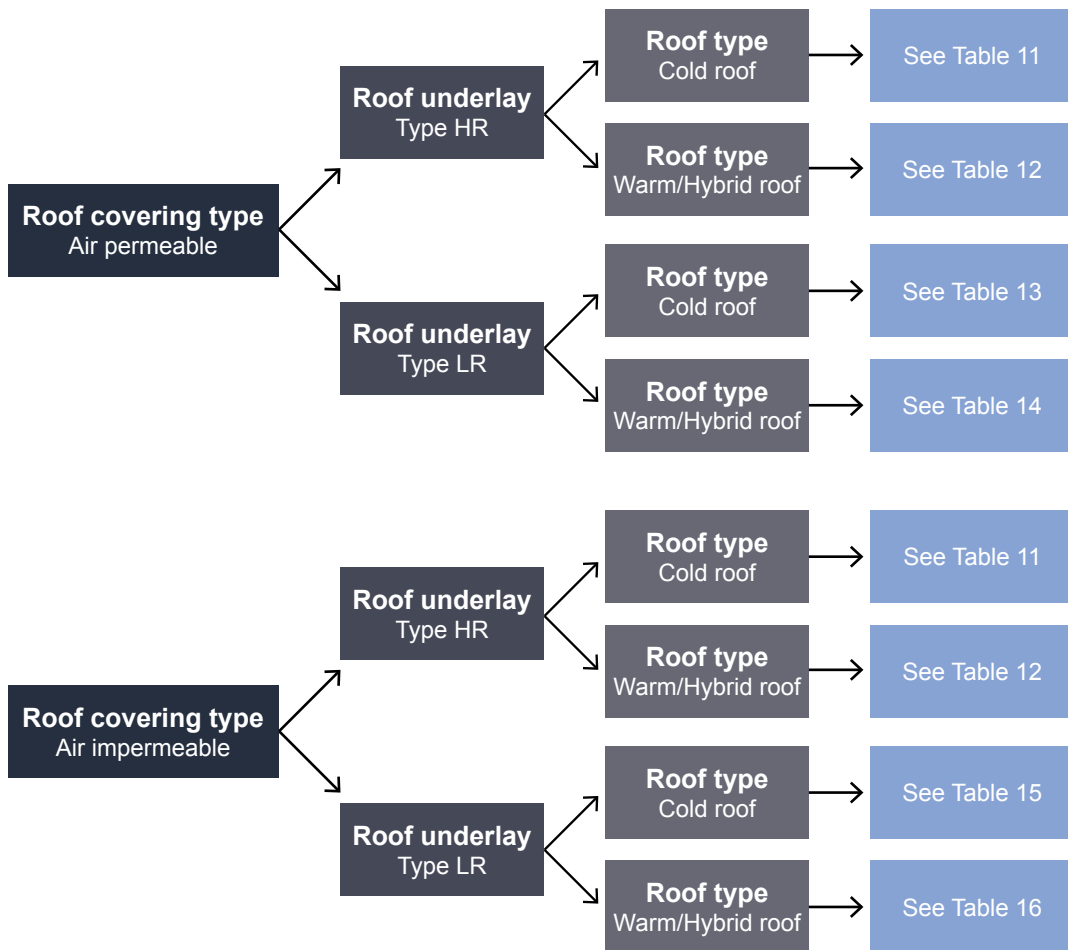 Roof type
Cold roof
See Table 11
Roof underlay
Type HR
Roof type
Warm/Hybrid roof
See Table 12
Roof covering type
Air permeable
Roof type
Cold roof
See Table 13
Roof underlay
Type LR
Roof type
Warm/Hybrid roof
See Table 14
Roof type
Cold roof
See Table 11
Roof underlay
Type HR
Roof type
Warm/Hybrid roof
See Table 12
Roof covering type
Air impermeable
Roof type
Cold roof
See Table 15
Roof underlay
Type LR
Roof type
Warm/Hybrid roof
See Table 16